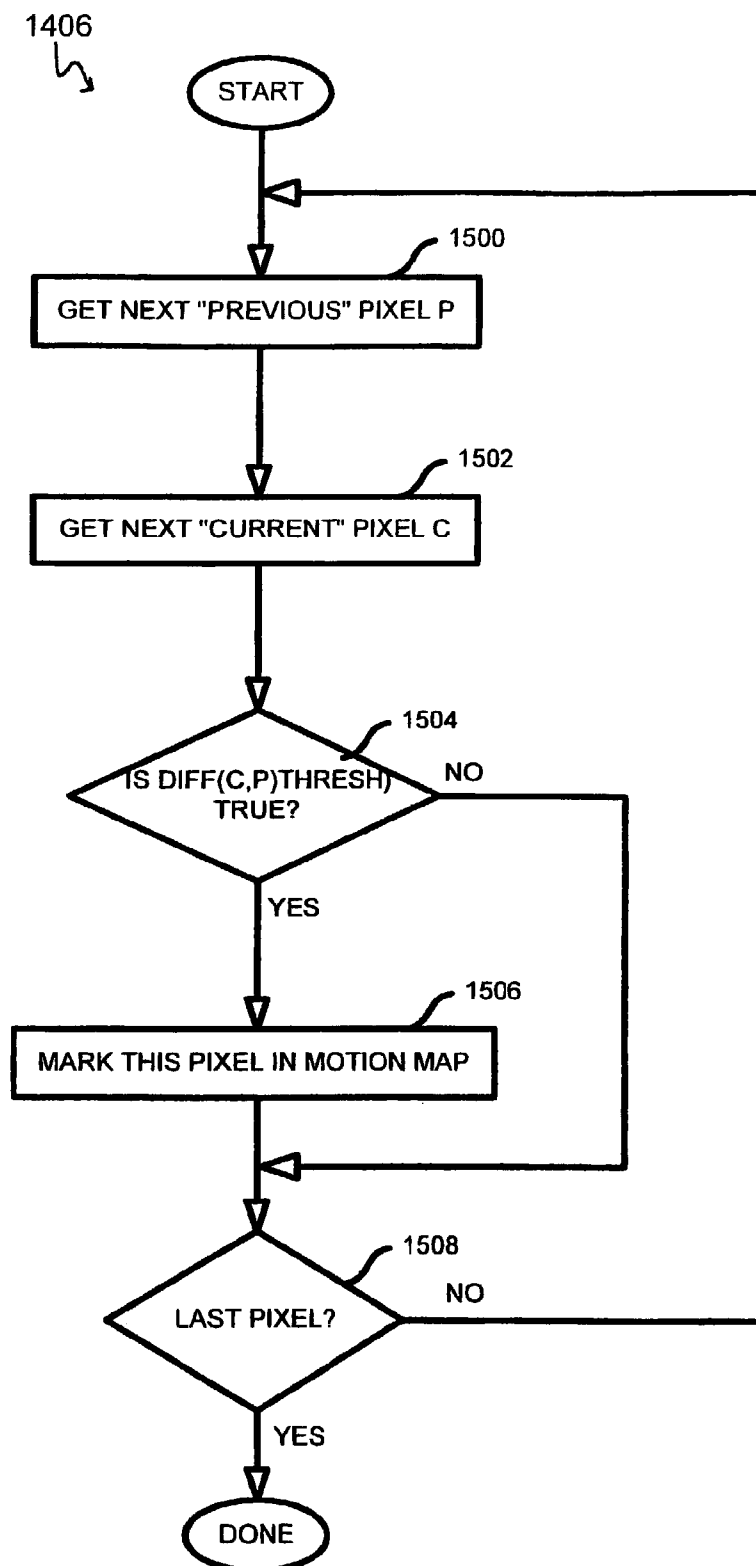 1406
START
1500
GET NEXT "PREVIOUS" PIXEL P
1502
GET NEXT "CURRENT" PIXEL C
1504
(IS DIFF(C,P)THRESH)
TRUE?
NO
YES
1506
MARK THIS PIXEL IN MOTION MAP
1508
LAST PIXEL?
NO
YES
DONE